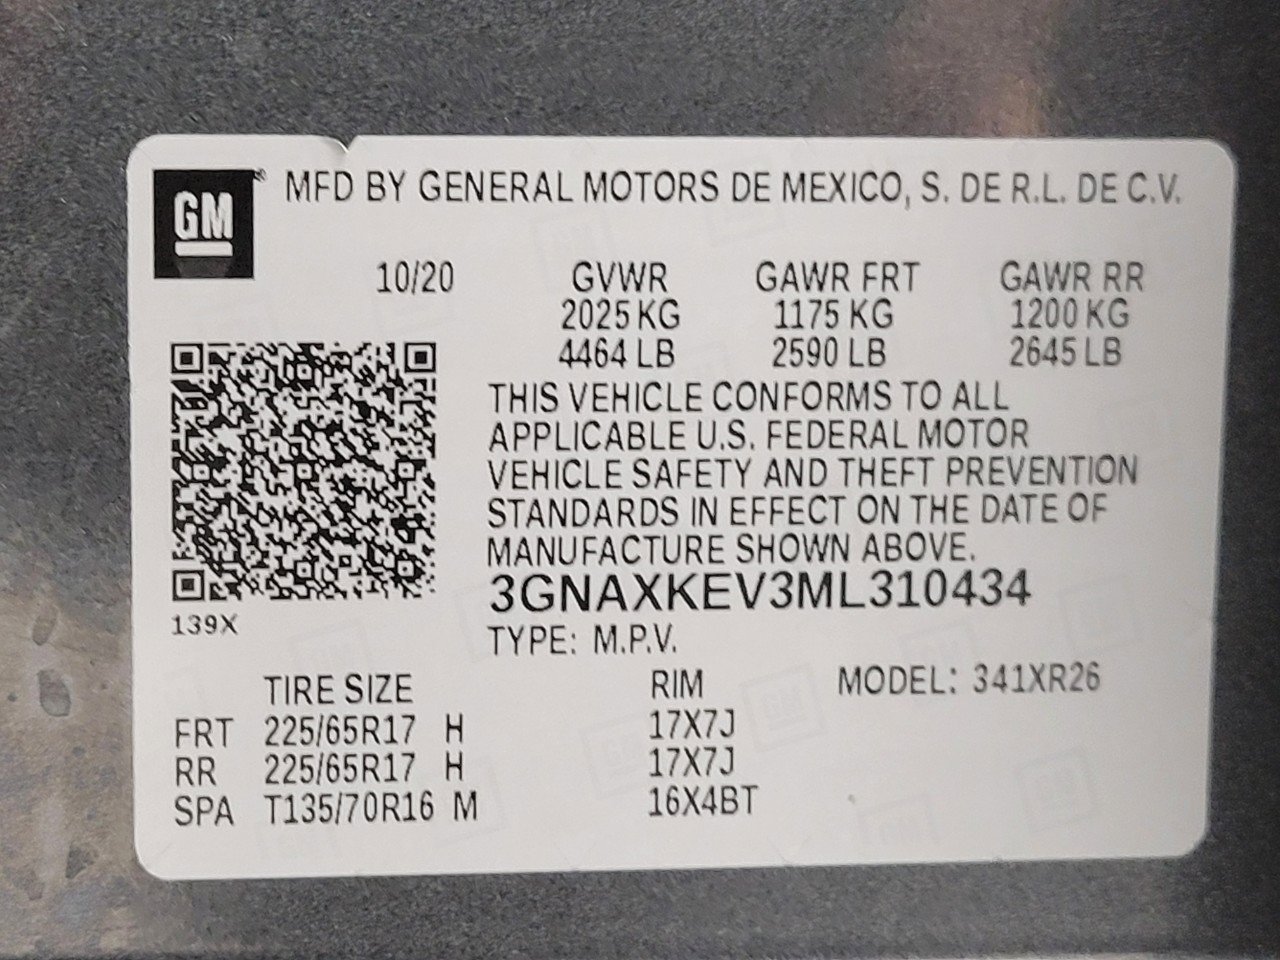 GM ® MFD BY GENERAL MOTORS DE MEXICO, S. DE R.L. DE C.V.
10/20 GVWR GAWR FRT GAWR RR
2025 KG 1175 KG 1200 KG
4464 LB 2590 LB 2645 LB
THIS VEHICLE CONFORMS TO ALL
APPLICABLE U.S. FEDERAL MOTOR
VEHICLE SAFETY AND THEFT PREVENTION
STANDARDS IN EFFECT ON THE DATE OF
MANUFACTURE SHOWN ABOVE.
3GNAXKEV3ML310434
139X
TYPE: M.P.V.
TIRE SIZE RIM MODEL: 341XR26
FRT 225/65R17 H 17X7J
RR 225/65R17 H 17X7J
SPA T135/70R16 M 16X4BT